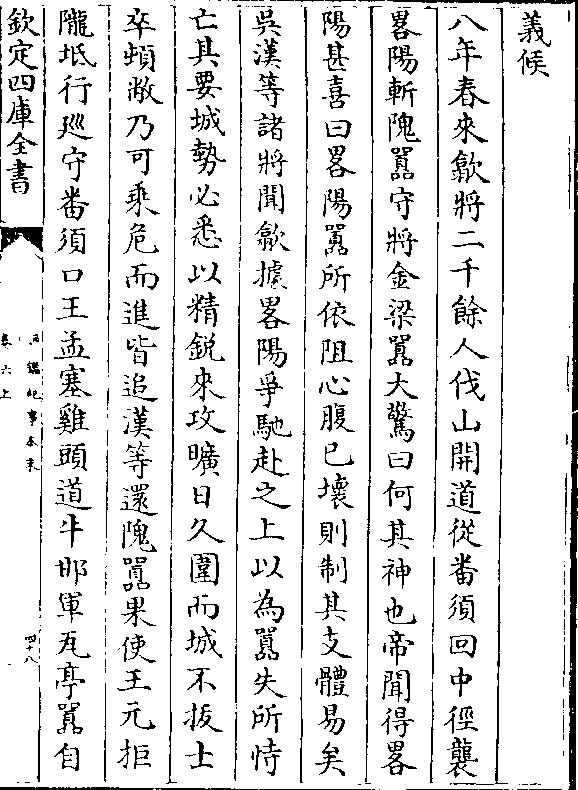 義候
八年春來歙將二千餘人伐山開道從番須回中徑襲
畧陽斬隗囂守將金梁囂大驚曰何其神也帝聞得畧
陽甚喜曰畧陽囂所依阻心腹已壞則制其支體易矣
吳漢等諸將聞歙據畧陽爭馳赴之上以為囂失所恃
亡其要城勢必悉以精銳來攻曠日久圍而城不拔士
卒頓敝乃可乘危而進皆追漢等還隗囂果使王元拒
隴坻行廵守番須口王孟塞雞頭道牛邯軍瓦亭囂自
欽定四庫全書
鑑紀事本末
卷六上
四十八